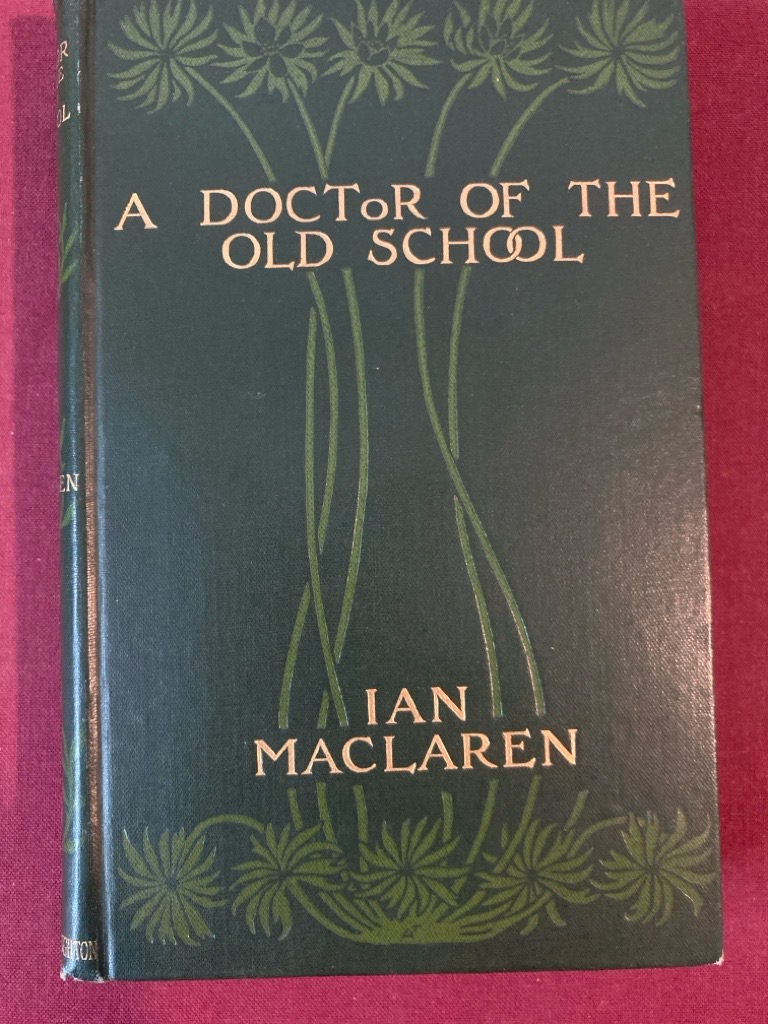 A DOCToR OF THE
OLD SCHOOL
IAN
MACLAREN